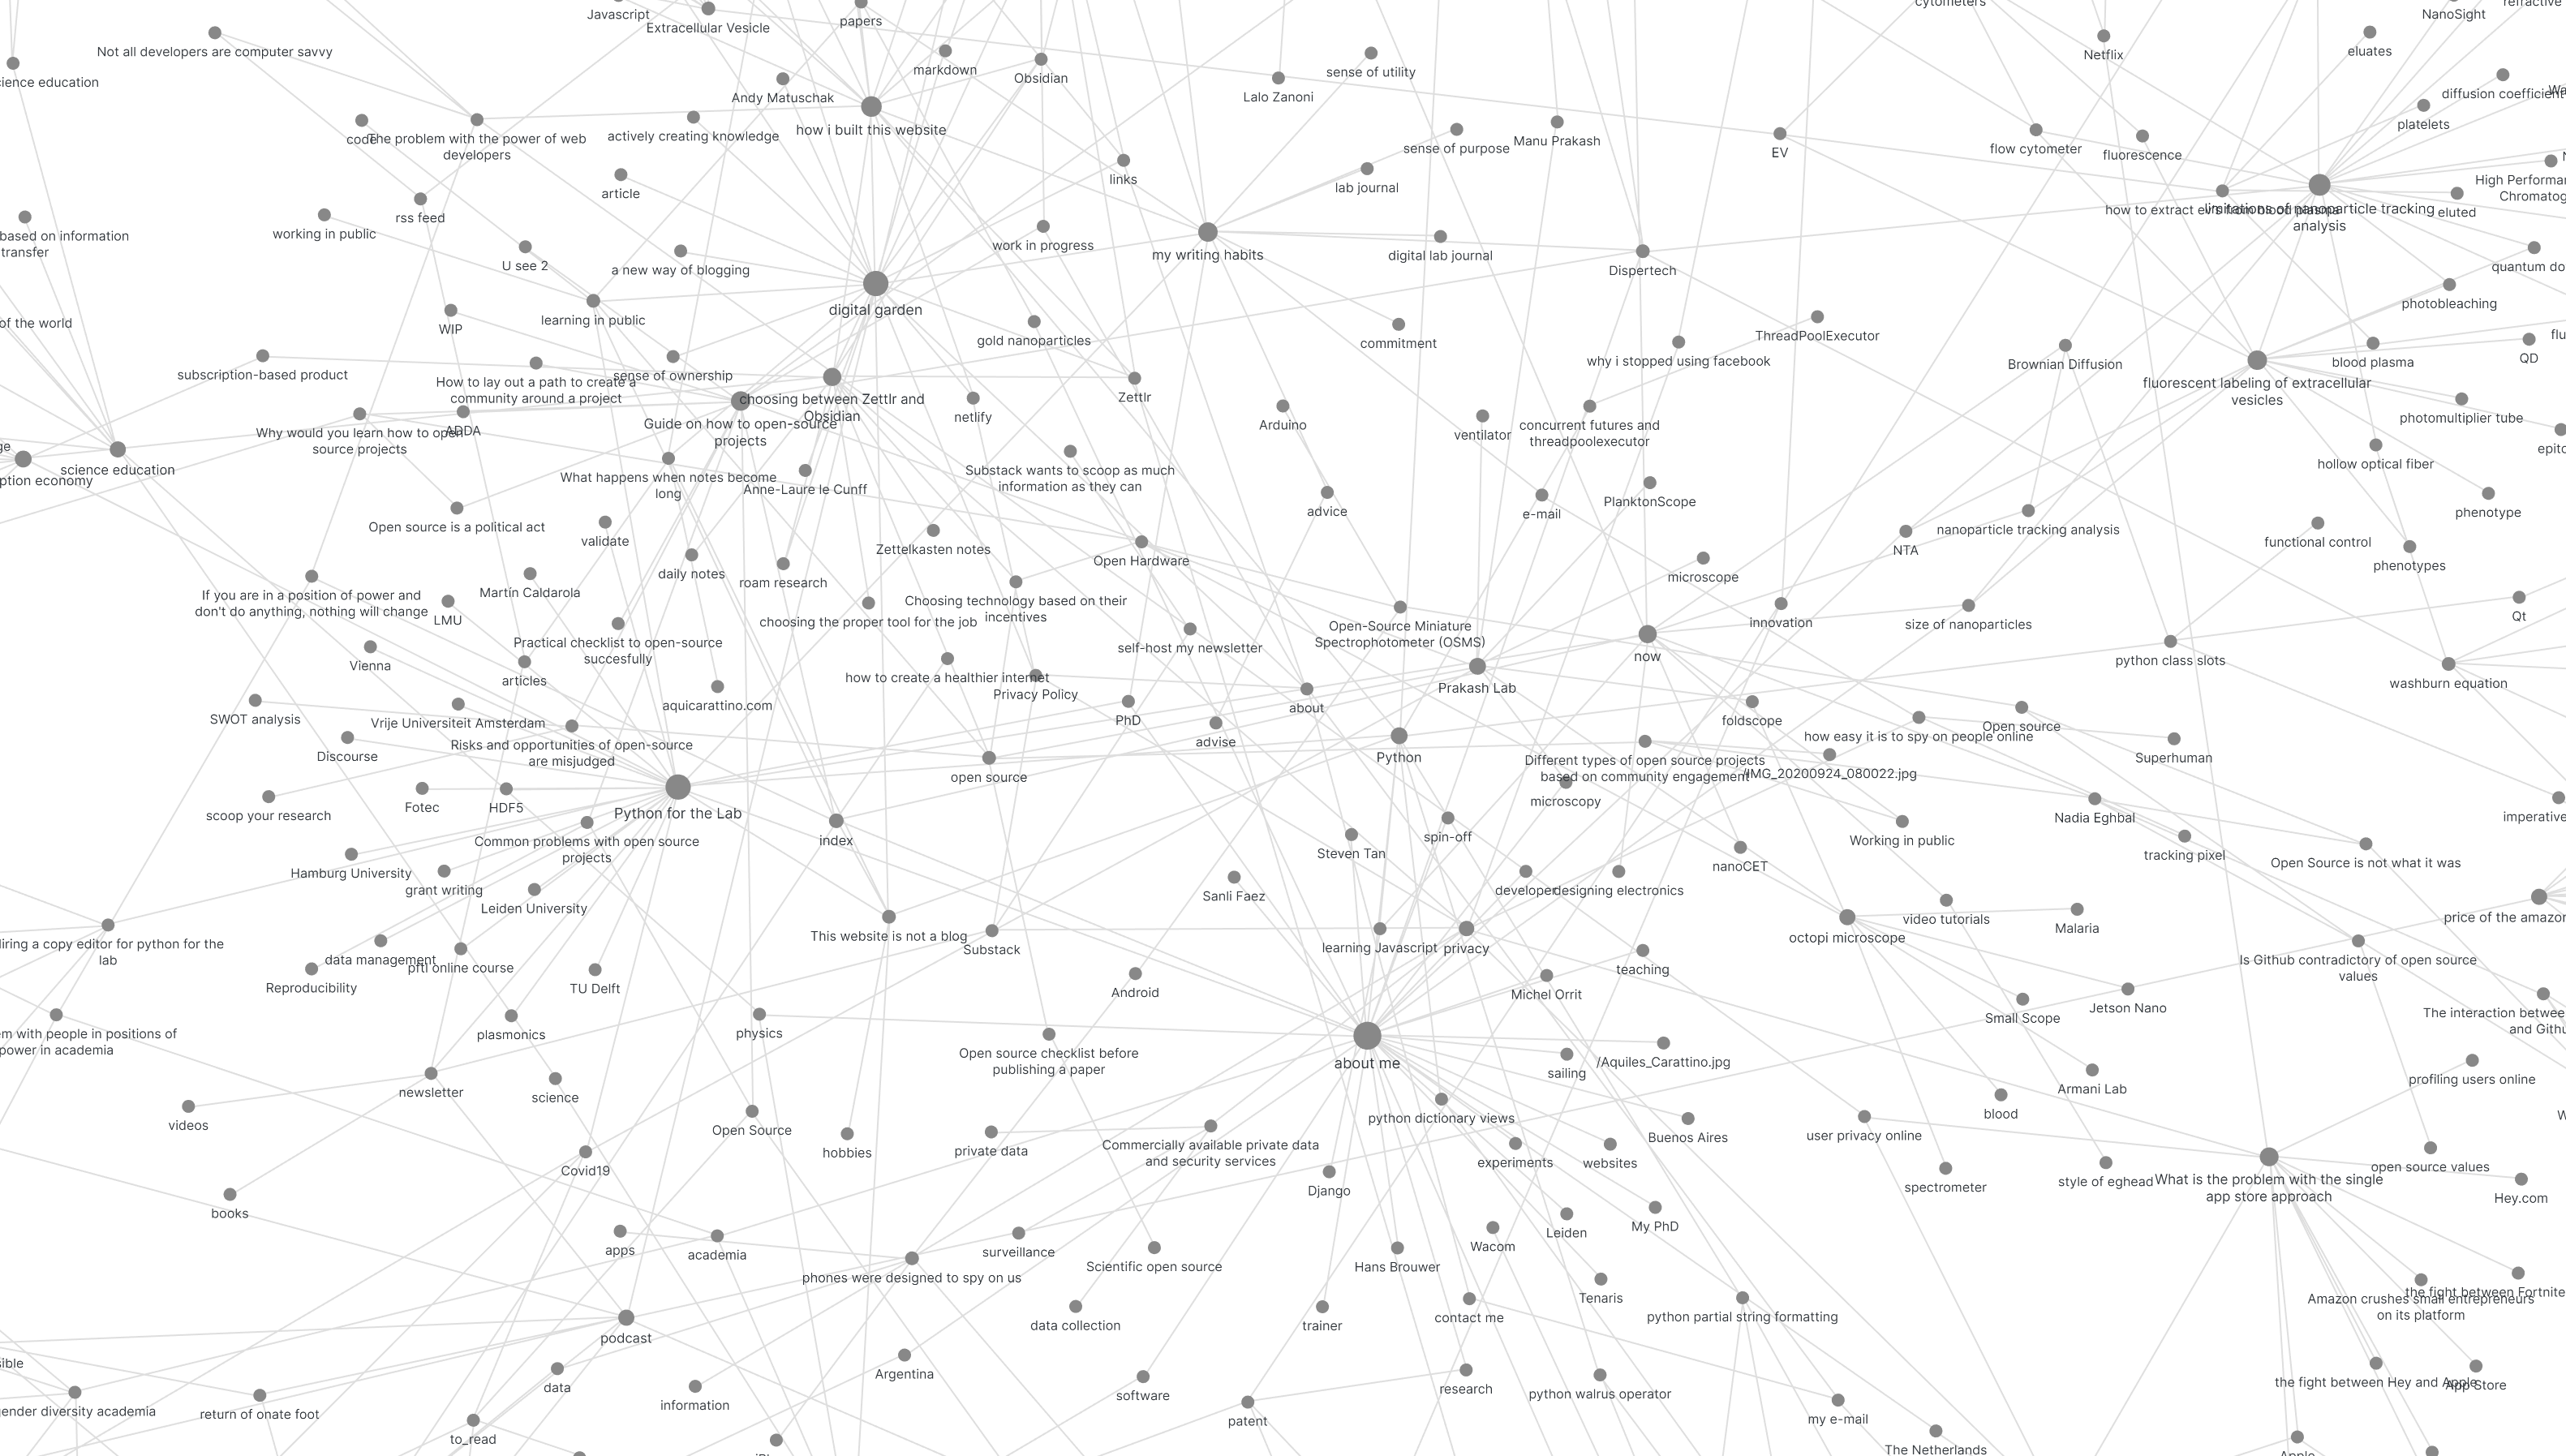 Javascript
Extracellular Vesicle
papers
cytometers
NanoSight
refractive
Not all developers are computer savvy
markdown
Obsidian
sense of utility
Netflix
eluates
science education
Andy Matuschak
Lalo Zanoni
diffusion coefficient
code
The problem with the power of web
developers
actively creating knowledge
how i built this website
sense of purpose
Manu Prakash
EV
flow cytometer
fluorescence
platelets
article
links
lab journal
High Performan
Chromatog
rss feed
how to extract ev's from blood plasma
limitations of nanoparticle tracking
analysis
eluted
based on information
transfer
working in public
U see 2
a new way of blogging
work in progress
my writing habits
digital lab journal
Dispertech
quantum do
of the world
WIP
learning in public
digital garden
gold nanoparticles
commitment
ThreadPoolExecutor
why i stopped using facebook
photobleaching
subscription-based product
How to lay out a path to create a
community around a project
sense of ownership
Brownian Diffusion
fluorescent labeling of extracellular
vesicles
blood plasma
QD
flu
Why would you learn how to open
source projects
ADDA
Guide on how to open-source
projects
choosing between Zettlr and
Obsidian
netlify
Zettlr
Arduino
ventilator
concurrent futures and
threadpoolexecutor
photomultiplier tube
ption economy
science education
What happens when notes become
long
Anne-Laure le Cunff
Substack wants to scoop as much
information as they can
hollow optical fiber
epito
Open source is a political act
validate
Zettelkasten notes
advice
e-mail
PlanktonScope
NTA
nanoparticle tracking analysis
functional control
phenotype
Martín Caldarola
daily notes
roam research
Open Hardware
microscope
phenotypes
If you are in a position of power and
don't do anything, nothing will change
LMU
Practical checklist to open-source
succesfully
choosing the proper tool for the job
Choosing technology based on their
incentives
self-host my newsletter
Open-Source Miniature
Spectrophotometer (OSMS)
now
innovation
size of nanoparticles
Qt
Vienna
articles
how to create a healthier internet
Privacy Policy
Prakash Lab
python class slots
washburn equation
SWOT analysis
Vrije Universiteit Amsterdam
aquicarattino.com
PhD
about
advise
foldscope
how easy it is to spy on people online
Open source
Discourse
Risks and opportunities of open-source
are misjudged
open source
Python
Different types of open source projects
based on community engagement
/IMG_20200924_080022.jpg
Superhuman
scoop your research
Fotec
HDF5
Python for the Lab
microscopy
Nadia Eghbal
imperative
Common problems with open source
projects
index
Steven Tan
spin-off
Working in public
tracking pixel
Open Source is not what it was
Hamburg University
grant writing
Leiden University
Sanli Faez
developer
designing electronics
nanoCET
video tutorials
Malaria
price of the amazon
Hiring a copy editor for python for the
lab
data management
pftl online course
This website is not a blog
Substack
learning Javascript
privacy
octopi microscope
Is Github contradictory of open source
values
Reproducibility
TU Delft
Android
Michel Orrit
teaching
Small Scope
Jetson Nano
The interaction betwee
and Githu
em with people in positions of
power in academia
plasmonics
physics
Open source checklist before
publishing a paper
about me
sailing
/Aquiles_Carattino.jpg
Armani Lab
profiling users online
newsletter
science
videos
Open Source
hobbies
private data
Commercially available private data
and security services
python dictionary views
Buenos Aires
user privacy online
blood
books
Covid19
Django
experiments
websites
spectrometer
style of eghead
What is the problem with the single
app store approach
open source values
Hey.com
apps
academia
surveillance
Scientific open source
Hans Brouwer
Wacom
Leiden
My PhD
phones were designed to spy on us
data collection
trainer
contact me
Tenaris
python partial string formatting
Amazon crushes small entrepreneurs
on its platform
the fight between Fortnite
podcast
data
Argentina
information
software
research
python walrus operator
the fight between Hey and Apple
App Store
gender diversity academia
return of onate foot
to_read
patent
my e-mail
The Netherlands
Apple